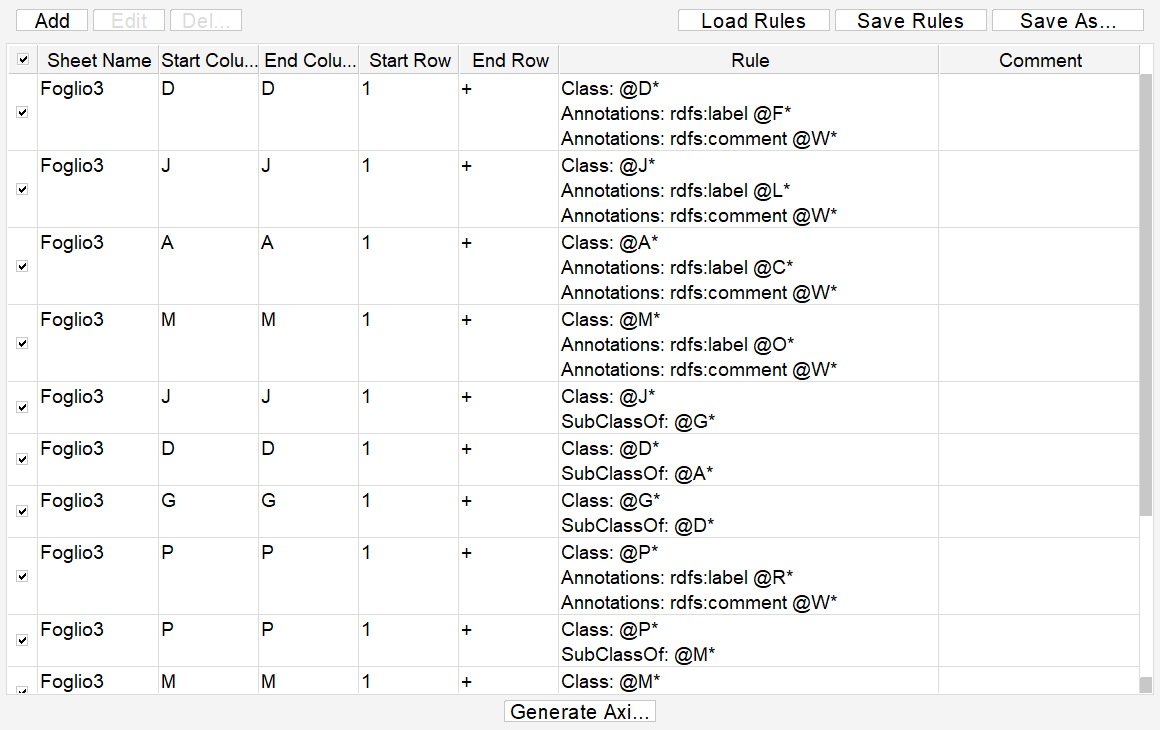 Add Edit Del... Load Rules Save Rules Save As...
Sheet Name Start Colu... End Colu... Start Row End Row Rule Comment
Foglio3 D D 1 + Class: @D*
Annotations: rdfs:label @F*
Annotations: rdfs:comment @W*
Foglio3 J J 1 + Class: @J*
Annotations: rdfs:label @L*
Annotations: rdfs:comment @W*
Foglio3 A A 1 + Class: @A*
Annotations: rdfs:label @C*
Annotations: rdfs:comment @W*
Foglio3 M M 1 + Class: @M*
Annotations: rdfs:label @O*
Annotations: rdfs:comment @W*
Foglio3 J J 1 + Class: @J*
SubClassOf: @G*
Foglio3 D D 1 + Class: @D*
SubClassOf: @A*
Foglio3 G G 1 + Class: @G*
SubClassOf: @D*
Foglio3 P P 1 + Class: @P*
Annotations: rdfs:label @R*
Annotations: rdfs:comment @W*
Foglio3 P P 1 + Class: @P*
SubClassOf: @M*
Foglio3 M M 1 + Class: @M*
Generate Axi...